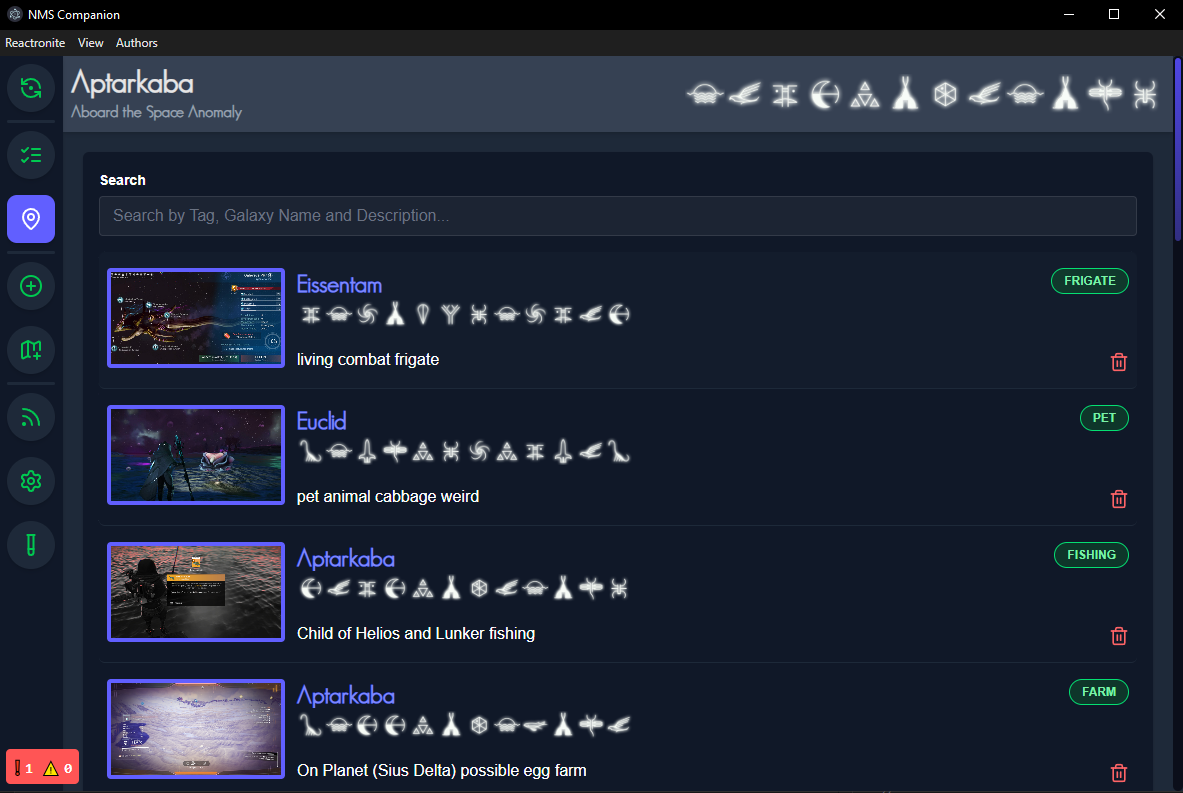 NMS Companion
Reactronite View Authors
Aptarkaba
Aboard the Space Anomaly
Search
Search by Tag, Galaxy Name and Description...
Eissentam
FRIGATE
living combat frigate
Euclid
PET
pet animal cabbage weird
Aptarkaba
FISHING
Child of Helios and Lunker fishing
Aptarkaba
FARM
On Planet (Sius Delta) possible egg farm
1 0